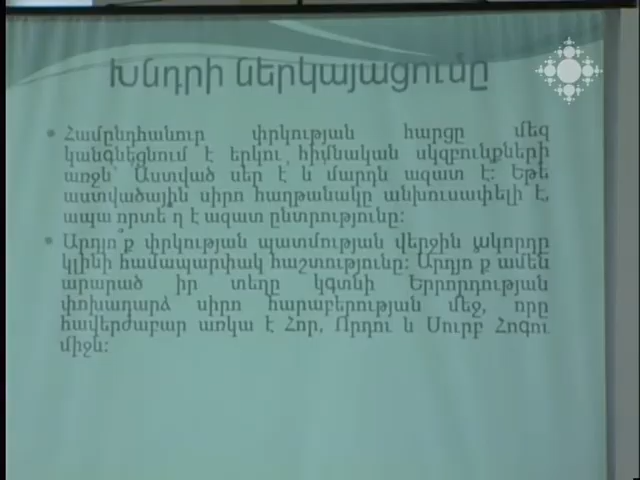 Խնդրի ներկայացումը
• Համընդհանուր փրկության հարցը մեզ
կանգնեցնում է երկու հիմնական սկզբունքների
առջև՝ Աստված սեր է և մարդն ազատ է: Եթե
աստվածային սիրո հաղթանակը անխուսափելի է,
ապա որտե՞ղ է ազատ ընտրությունը:
• Արդյո՞ք փրկության պատմության վերջին ակորդը
կլինի համապարփակ հաշտությունը: Արդյո՞ք ամեն
արարած իր տեղը կգտնի Երրորդության
փոխադարձ սիրո հարաբերության մեջ, որը
հավերժաբար առկա է Հոր, Որդու և Սուրբ Հոգու
միջև: